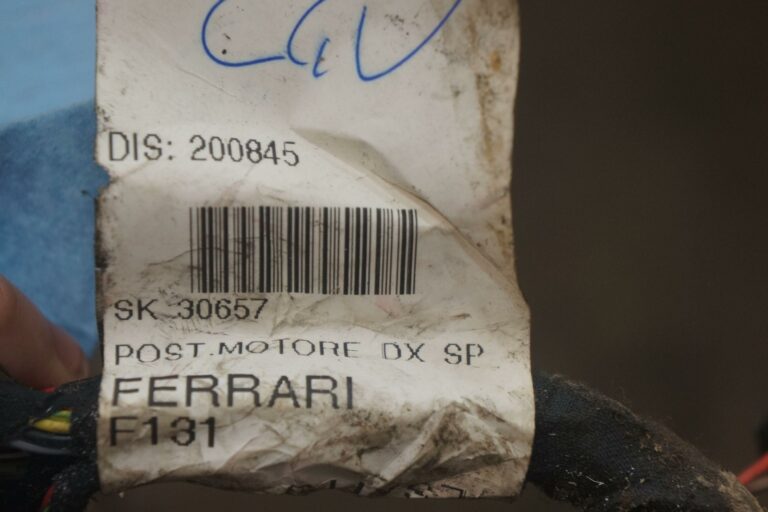 DIS: 200845
SK 30657
POST.MOTORE DX SP
FERRARI
F131